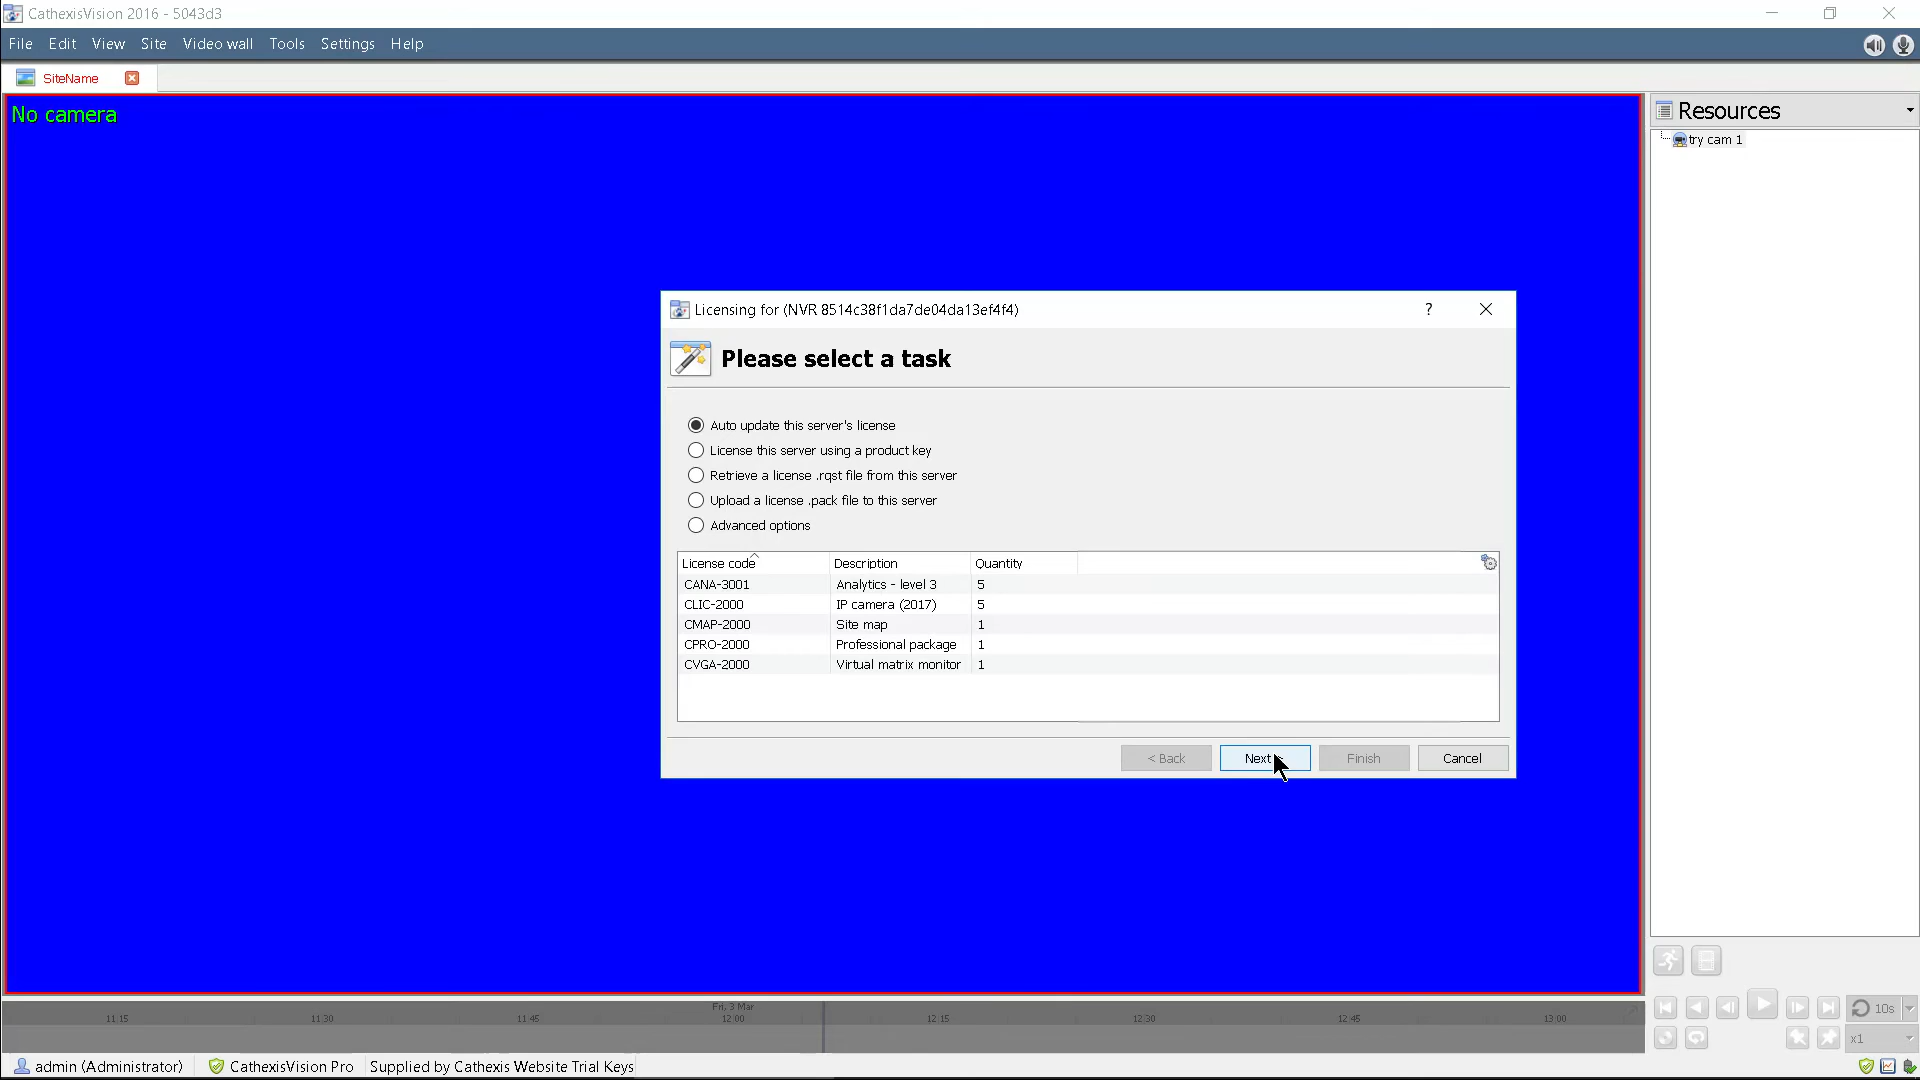 CathexisVision 2016 - 5043d3
File Edit View Site Video wall Tools Settings Help
SiteName
No camera
Resources
try cam 1
Licensing for (NVR 8514c38f1da7de04da13ef4f4)
?
Please select a task
Auto update this server's license
License this server using a product key
Retrieve a license .rqst file from this server
Upload a license .pack file to this server
Advanced options
License code Description Quantity
CANA-3001 Analytics - level 3 5
CLIC-2000 IP camera (2017) 5
CMAP-2000 Site map 1
CPRO-2000 Professional package 1
CVGA-2000 Virtual matrix monitor 1
< Back Next Finish Cancel
Fri, 3 Mar
11:15 11:30 11:45 12:00 12:15 12:30 12:45 13:00
10s
x1
admin (Administrator) CathexisVision Pro Supplied by Cathexis Website Trial Keys